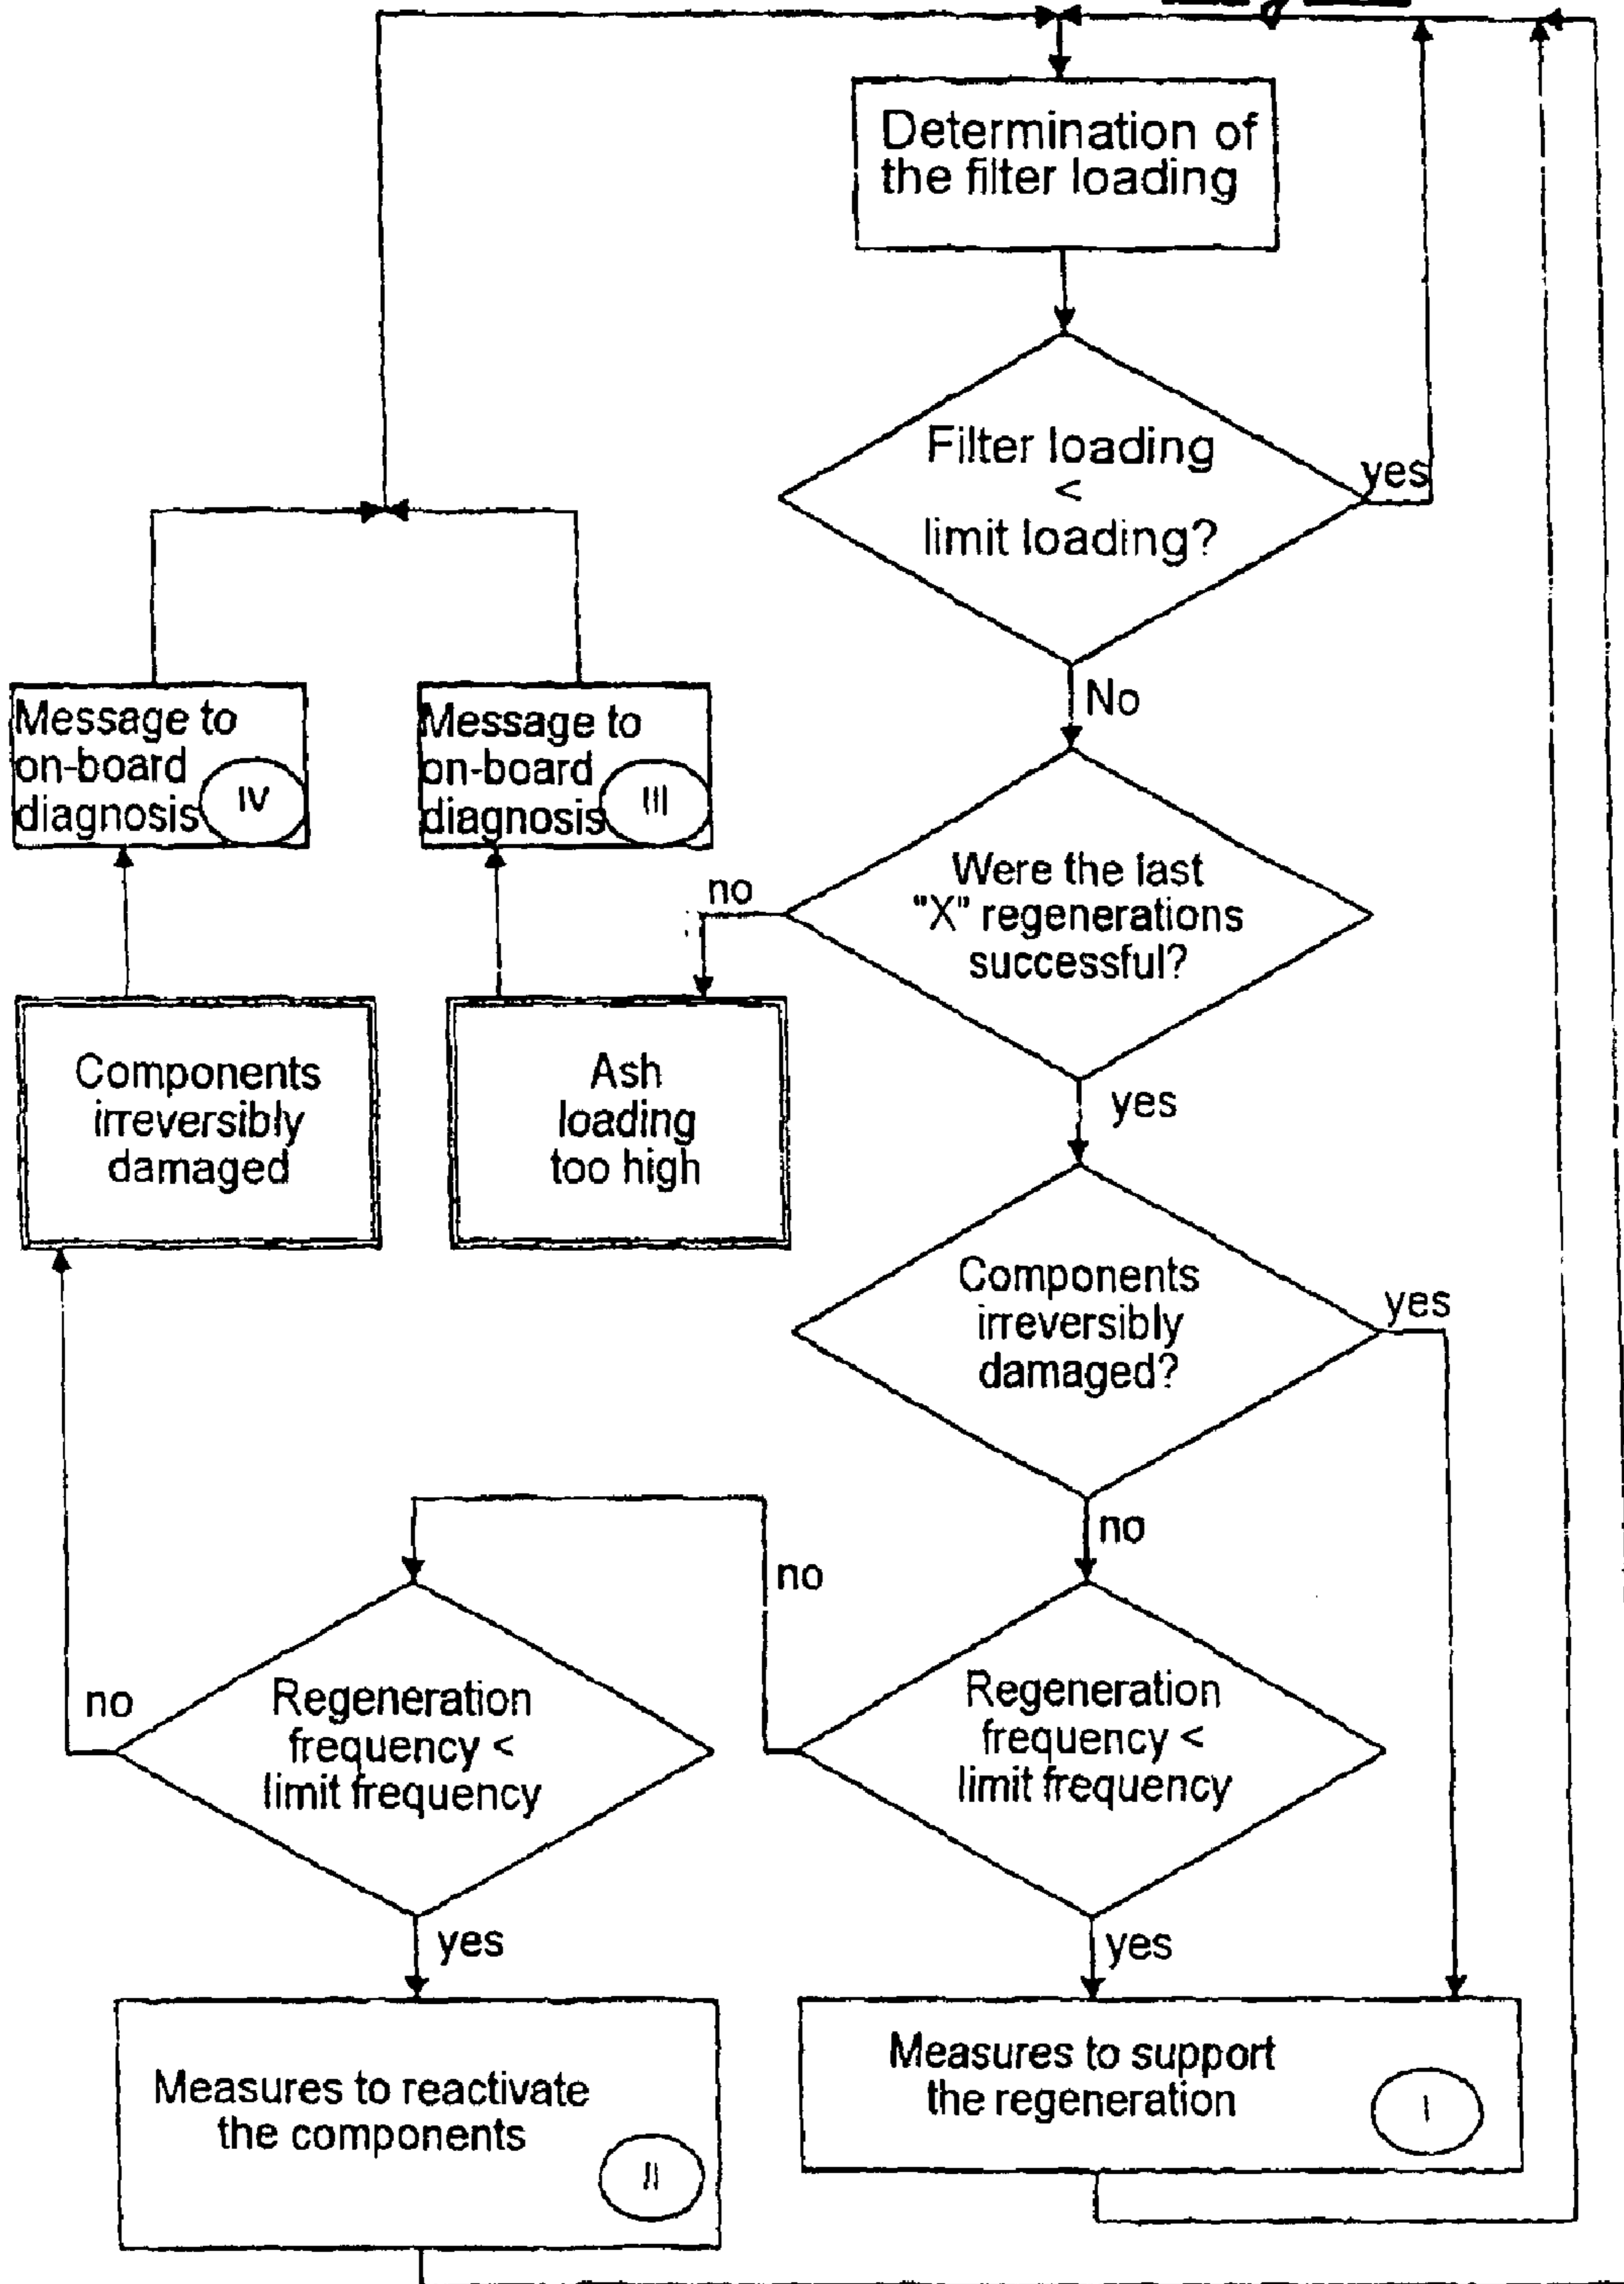 Determination of
the filter loading
Filter loading
<
limit loading?
yes
No
Message to
on-board
diagnosis
IV
Message to
on-board
diagnosis
III
Were the last
"X" regenerations
successful?
no
yes
Components
irreversibly
damaged
Ash
loading
too high
Components
irreversibly
damaged?
yes
no
no
Regeneration
frequency <
limit frequency
no
yes
Regeneration
frequency <
limit frequency
yes
Measures to reactivate
the components
II
Measures to support
the regeneration
I